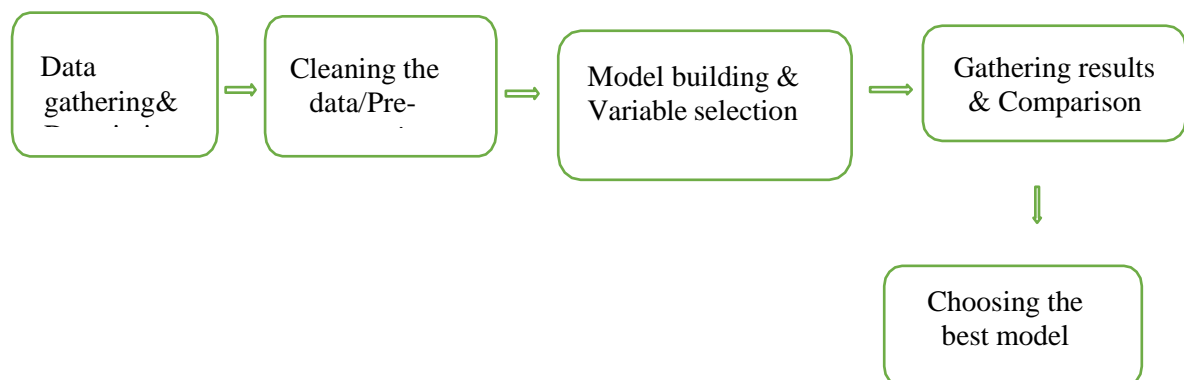 Data
gathering&
Cleaning the
data/Pre-
Model building &
Variable selection
Gathering results
& Comparison
Choosing the
best model